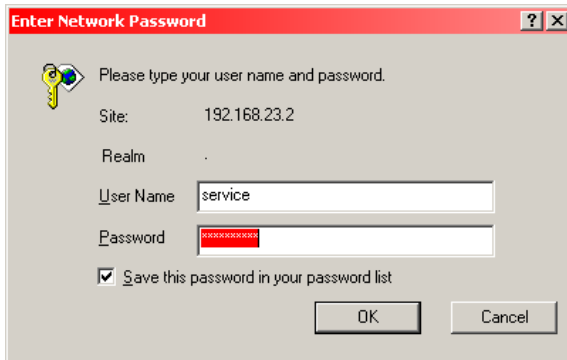 Enter Network Password
? X
Please type your user name and password.
Site: 192.168.23.2
Realm .
User Name service
Password xxxxxxxxxx
Save this password in your password list
OK Cancel